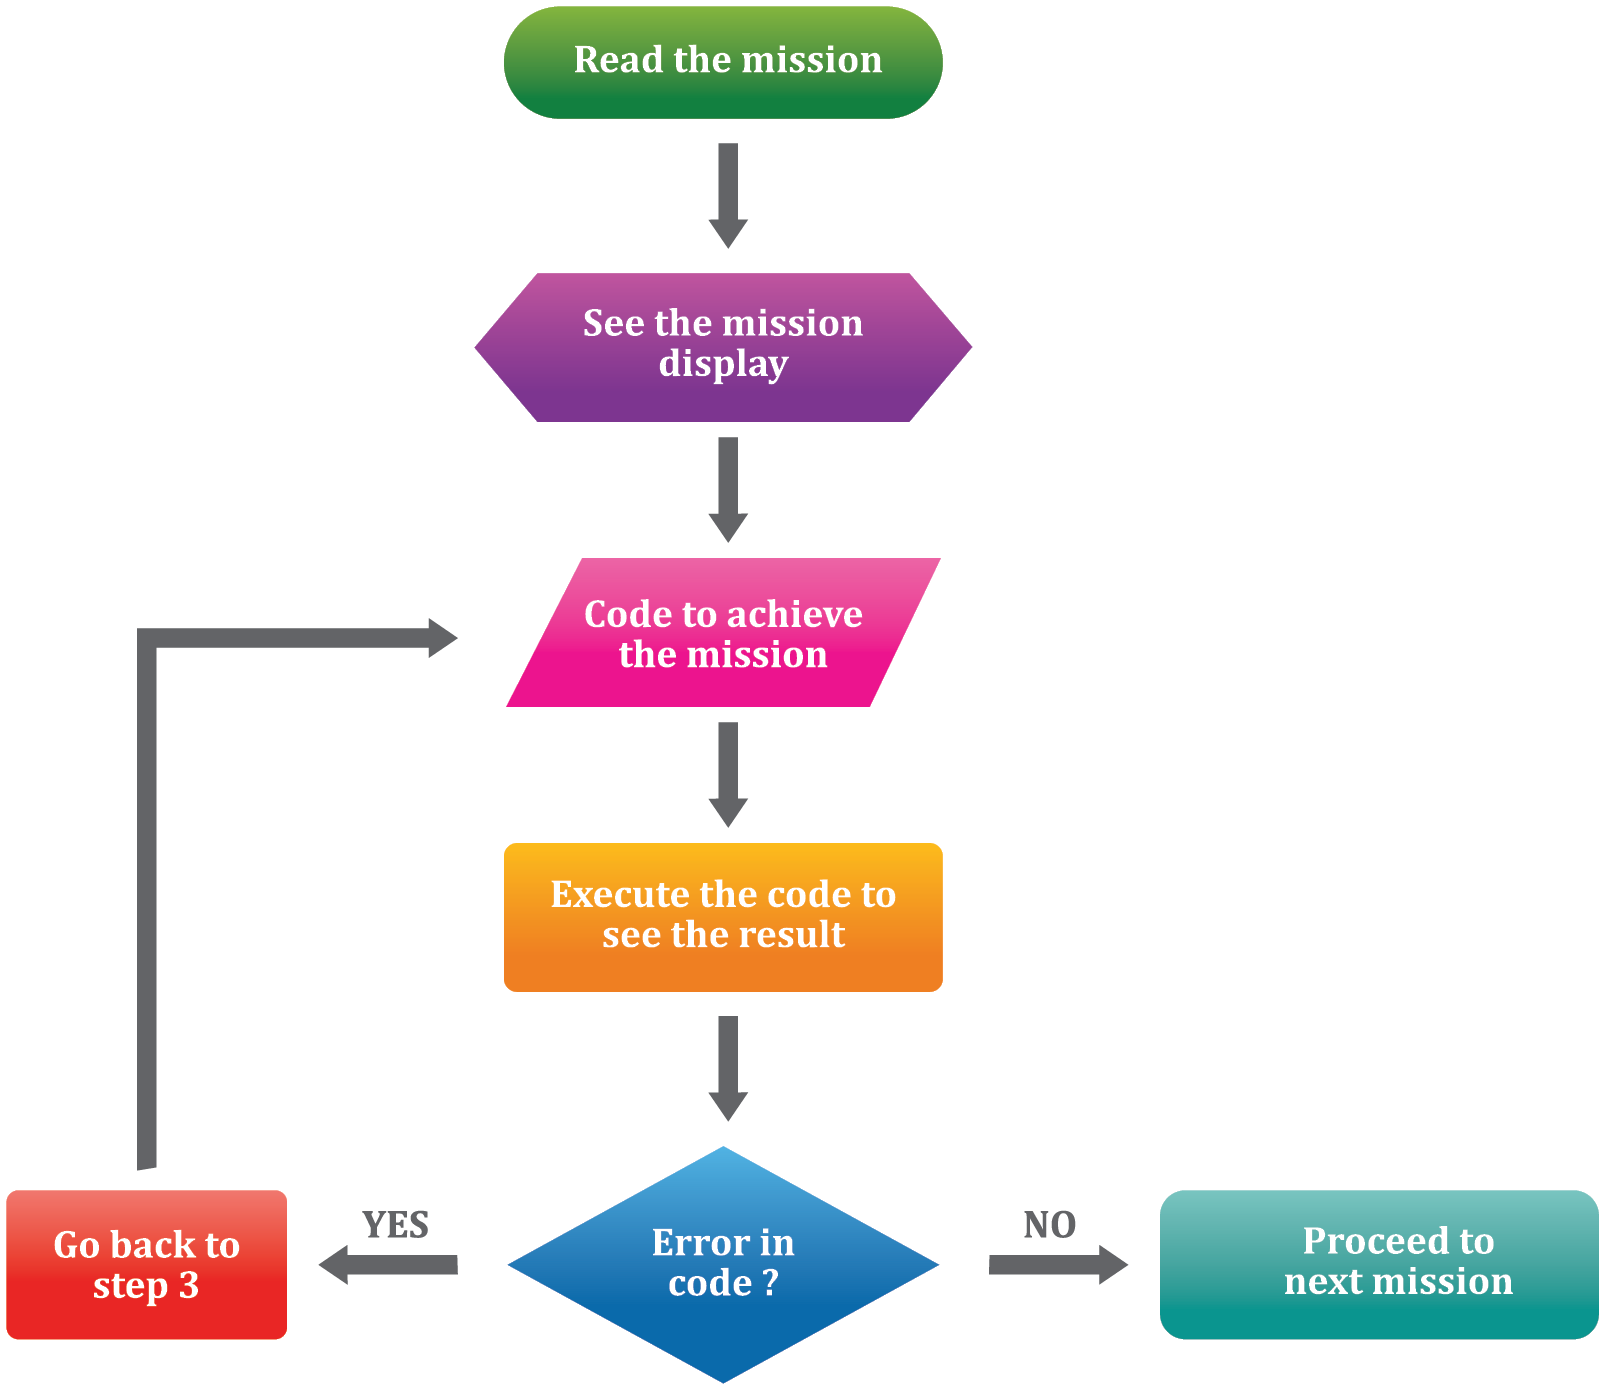 Read the mission
See the mission
display
Code to achieve
the mission
Execute the code to
see the result
Error in
code ?
YES
Go back to
step 3
NO
Proceed to
next mission